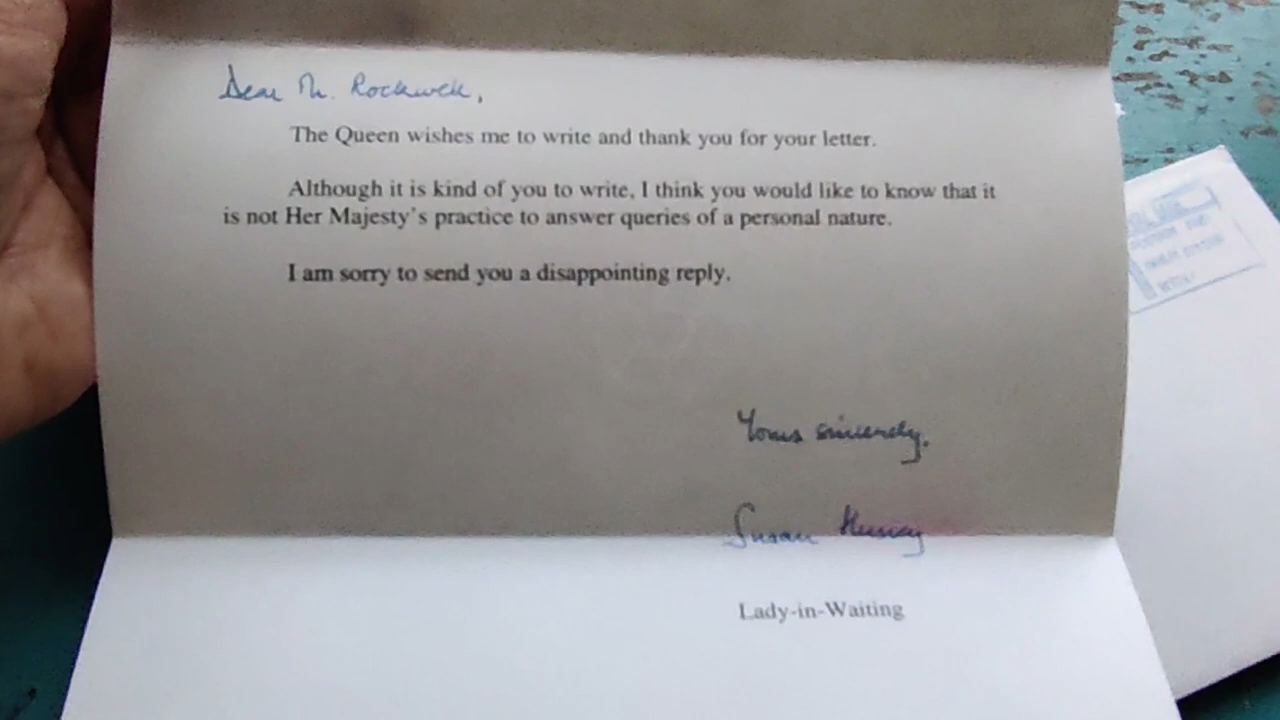 Dear Mr. Rockwell,
The Queen wishes me to write and thank you for your letter.
Although it is kind of you to write, I think you would like to know that it
is not Her Majesty's practice to answer queries of a personal nature.
I am sorry to send you a disappointing reply.
Yours sincerely,
Susan Hussey
Lady-in-Waiting